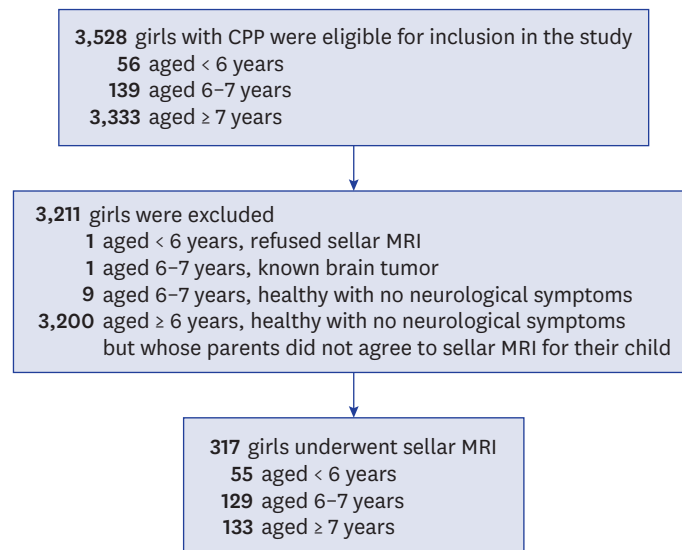 3,528 girls with CPP were eligible for inclusion in the study
56 aged < 6 years
139 aged 6–7 years
3,333 aged ≥ 7 years
3,211 girls were excluded
1 aged < 6 years, refused sellar MRI
1 aged 6–7 years, known brain tumor
9 aged 6–7 years, healthy with no neurological symptoms
3,200 aged ≥ 6 years, healthy with no neurological symptoms
but whose parents did not agree to sellar MRI for their child
317 girls underwent sellar MRI
55 aged < 6 years
129 aged 6–7 years
133 aged ≥ 7 years